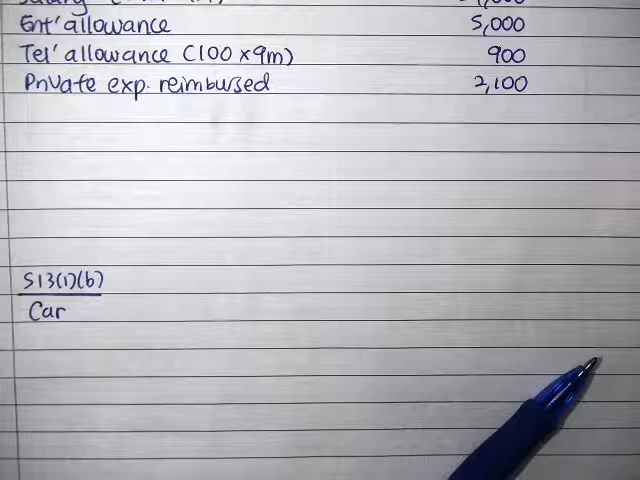 Ent' allowance 5,000
Tel' allowance (100 x 9m) 900
Private exp. reimbursed 2,100
S13(1)(b)
Car